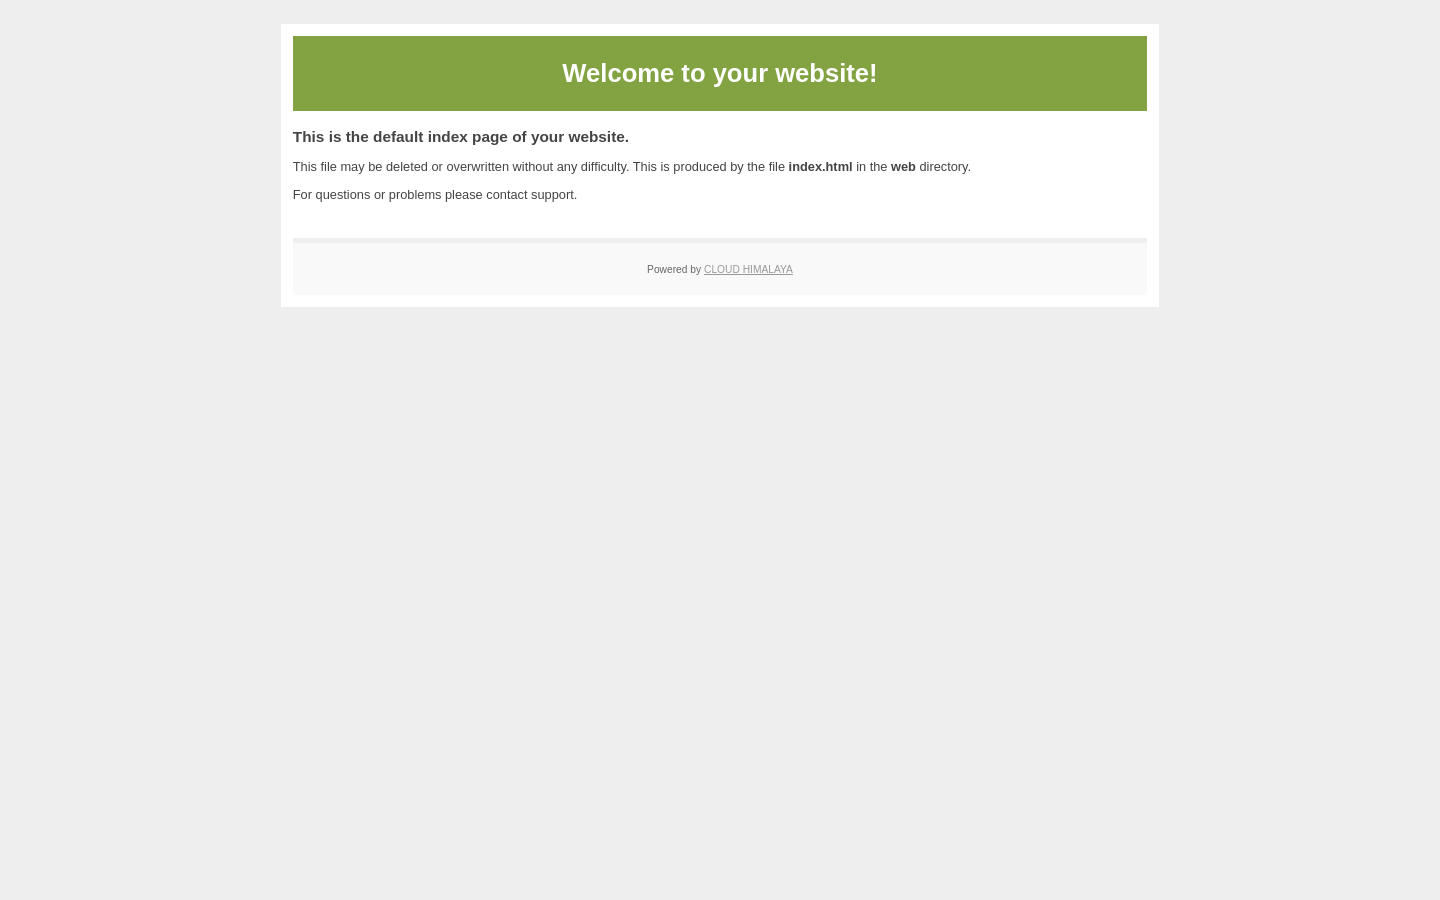 Welcome to your website!
This is the default index page of your website.
This file may be deleted or overwritten without any difficulty. This is produced by the file index.html in the web directory.
For questions or problems please contact support.
Powered by CLOUD HIMALAYA